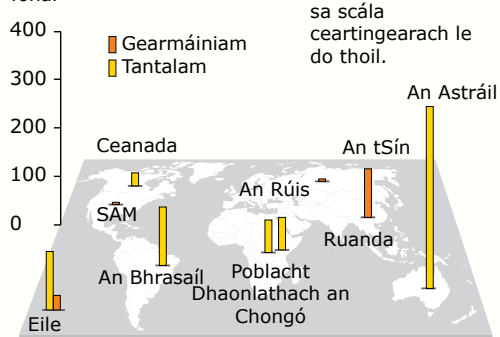 sa scála
ceartingearach le
do thoil.
400
300
200
100
0
Gearmáiniam
Tantalam
An Astráil
Ceanada
An tSín
An Rúis
SAM
Ruanda
An Bhrasaíl
Poblacht
Dhaonlathach an
Chongó
Eile